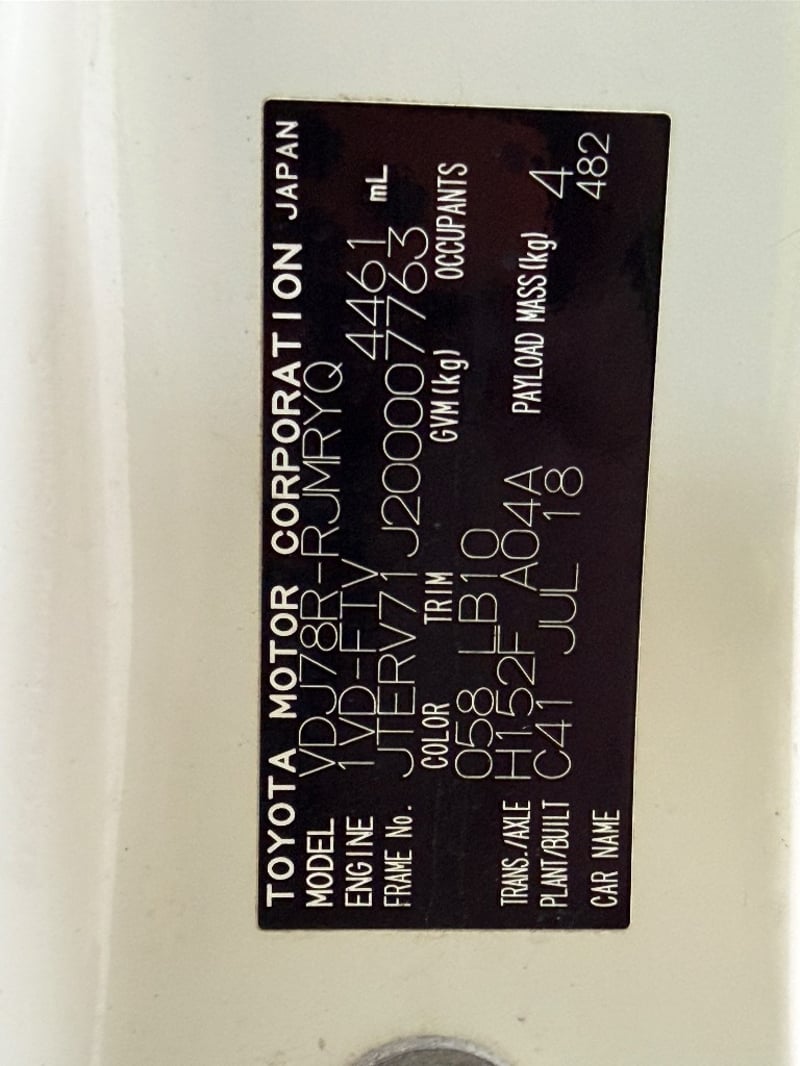 TOYOTA MOTOR CORPORATION JAPAN
MODEL VDJ78R-RJMRYQ
ENGINE 1VD-FTV 4461 mL
FRAME No. JTERV71J200007763
COLOR TRIM GVM(kg) OCCUPANTS
058 LB10 4
TRANS./AXLE H152F A04A PAYLOAD MASS(kg) 482
PLANT/BUILT C41 JUL 18
CAR NAME